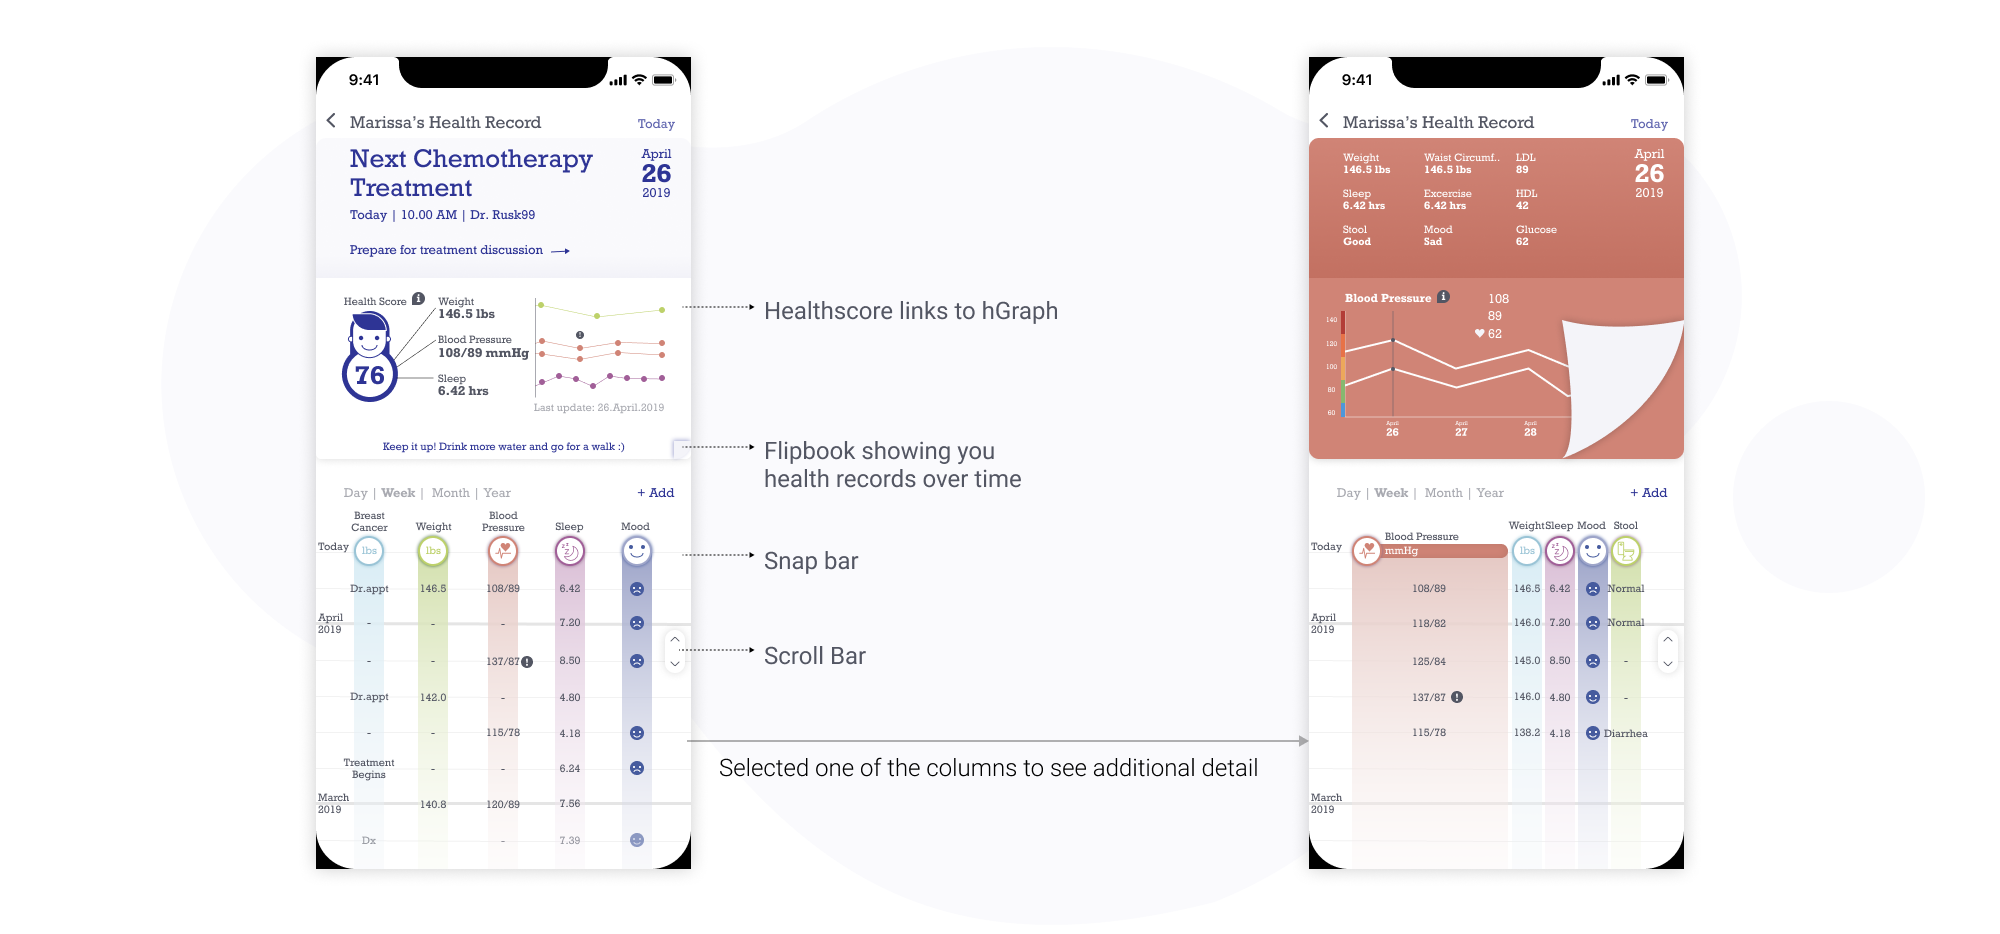 9:41
Marissa's Health Record
Today
Next Chemotherapy
Treatment
Today | 10.00 AM | Dr. Rusk99
Prepare for treatment discussion
April
26
2019
Health Score i
76
Weight
146.5 lbs
Blood Pressure
108/89 mmHg
Sleep
6.42 hrs
!
Last update: 26.April.2019
Keep it up! Drink more water and go for a walk :)
Day | Week | Month | Year
+ Add
Breast
Cancer
Weight
Blood
Pressure
Sleep
Mood
Today lbs lbs z z z
Dr.appt 146.5 108/89 6.42
April
2019
- - - 7.20
- - 137/87 ! 8.50
Dr.appt 142.0 - 4.80
- - 115/78 4.18
Treatment
Begins
- - 6.24
March
2019
140.8 120/89 7.56
Dx - 7.39
Healthscore links to hGraph
Flipbook showing you
health records over time
Snap bar
Scroll Bar
Selected one of the columns to see additional detail
9:41
Marissa's Health Record
Today
Weight
146.5 lbs
Waist Circumf..
146.5 lbs
LDL
89
Sleep
6.42 hrs
Excercise
6.42 hrs
HDL
42
Stool
Good
Mood
Sad
Glucose
62
April
26
2019
Blood Pressure i
108
89
62
140
120
100
80
60
April
26
April
27
April
28
Day | Week | Month | Year
+ Add
Blood Pressure
mmHg
Weight Sleep Mood Stool
Today lbs z z z
108/89 146.5 6.42 Normal
April
2019
118/82 146.0 7.20 Normal
125/84 145.0 8.50 -
137/87 ! 146.0 4.80 -
115/78 138.2 4.18 Diarrhea
March
2019